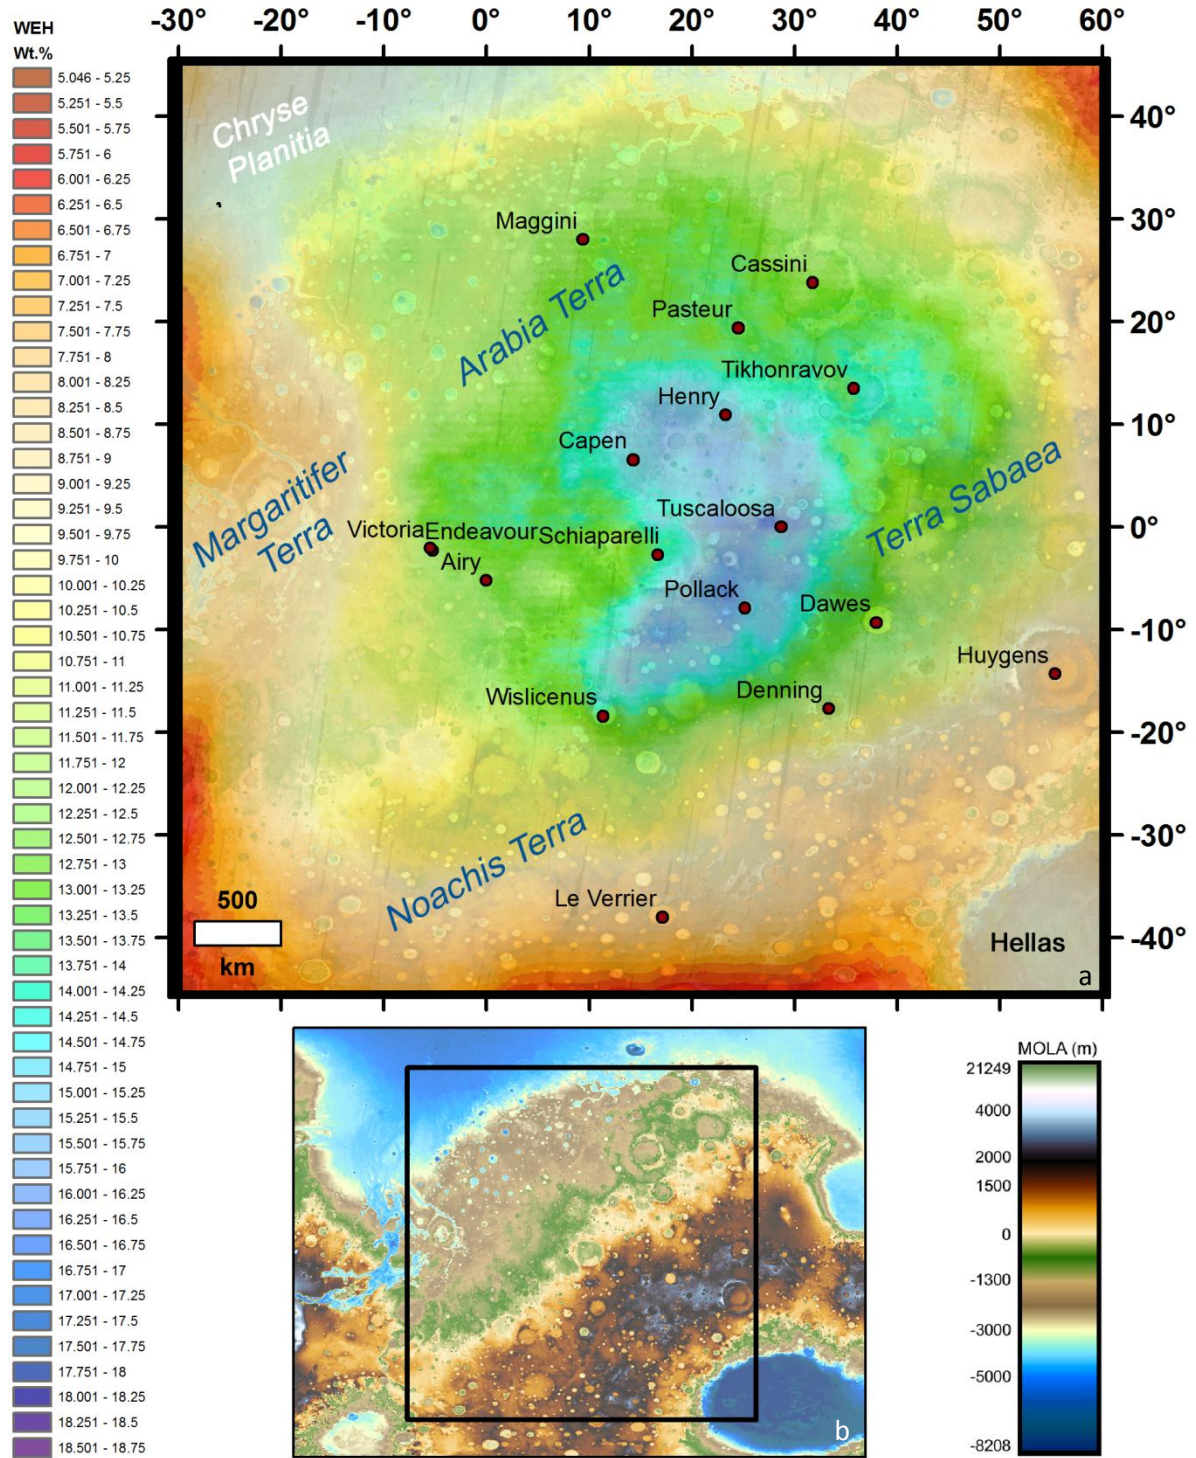 WEH
Wt.%
5.046 - 5.25
5.251 - 5.5
5.501 - 5.75
5.751 - 6
6.001 - 6.25
6.251 - 6.5
6.501 - 6.75
6.751 - 7
7.001 - 7.25
7.251 - 7.5
7.501 - 7.75
7.751 - 8
8.001 - 8.25
8.251 - 8.5
8.501 - 8.75
8.751 - 9
9.001 - 9.25
9.251 - 9.5
9.501 - 9.75
9.751 - 10
10.001 - 10.25
10.251 - 10.5
10.501 - 10.75
10.751 - 11
11.001 - 11.25
11.251 - 11.5
11.501 - 11.75
11.751 - 12
12.001 - 12.25
12.251 - 12.5
12.501 - 12.75
12.751 - 13
13.001 - 13.25
13.251 - 13.5
13.501 - 13.75
13.751 - 14
14.001 - 14.25
14.251 - 14.5
14.501 - 14.75
14.751 - 15
15.001 - 15.25
15.251 - 15.5
15.501 - 15.75
15.751 - 16
16.001 - 16.25
16.251 - 16.5
16.501 - 16.75
16.751 - 17
17.001 - 17.25
17.251 - 17.5
17.501 - 17.75
17.751 - 18
18.001 - 18.25
18.251 - 18.5
18.501 - 18.75
-30° -20° -10° 0° 10° 20° 30° 40° 50° 60°
40°
30°
20°
10°
0°
-10°
-20°
-30°
-40°
Chryse
Planitia
Maggini
Cassini
Arabia Terra
Pasteur
Tikhonravov
Henry
Capen
Margaritifer
Terra
Tuscaloosa
Terra Sabaea
Victoria
Endeavour
Schiaparelli
Airy
Pollack
Dawes
Huygens
Wislicenus
Denning
Noachis Terra
Le Verrier
500
km
Hellas
a
b
MOLA (m)
21249
4000
2000
1500
0
-1300
-3000
-5000
-8208